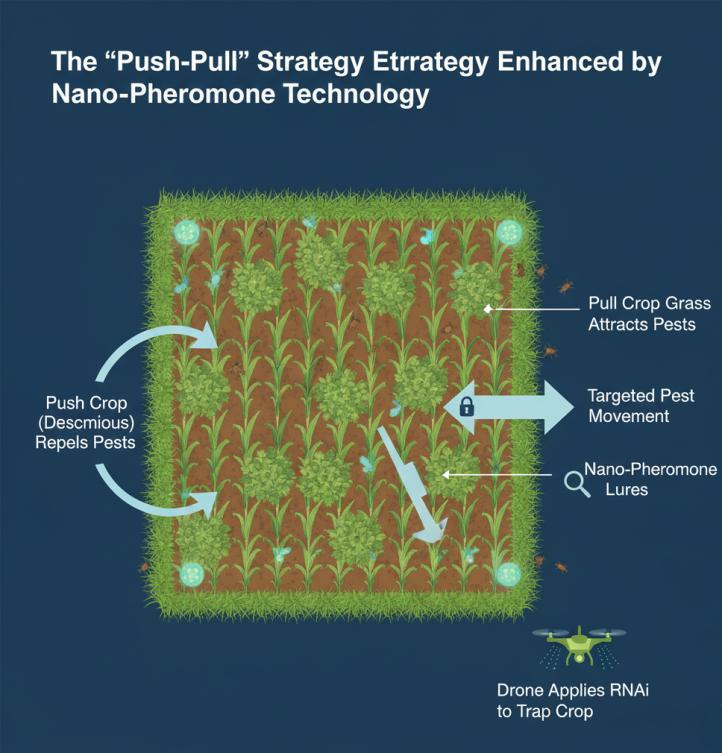 The “Push-Pull” Strategy Etrrategy Enhanced by
Nano-Pheromone Technology
Pull Crop Grass
Attracts Pests
Push Crop
(Descmious)
Repels Pests
Targeted Pest
Movement
Nano-Pheromone
Lures
Drone Applies RNAi
to Trap Crop